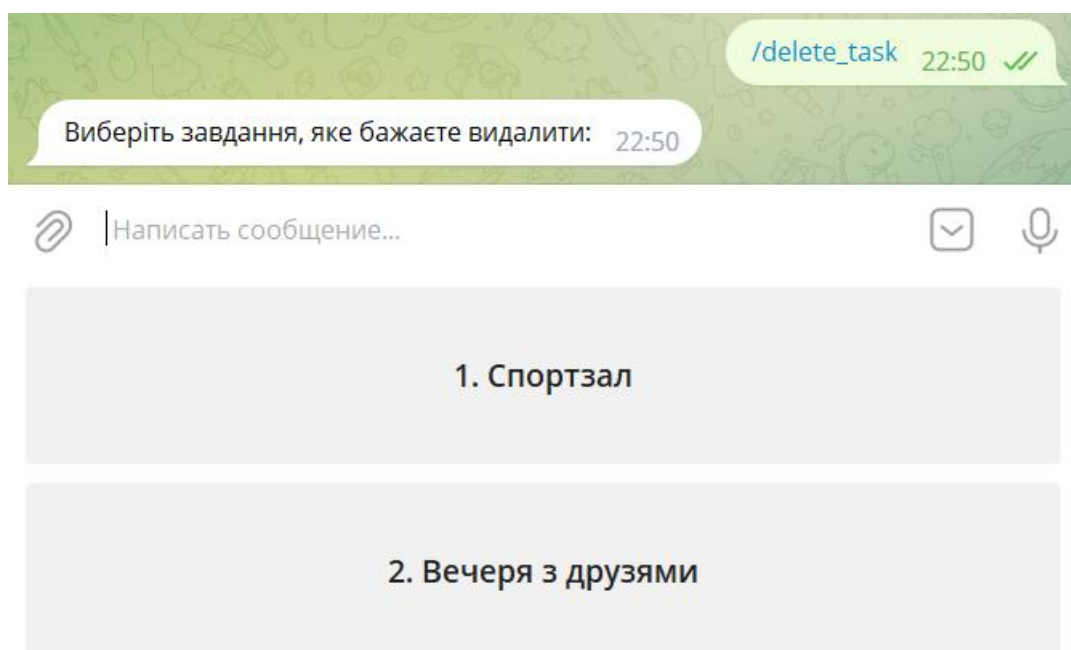 /delete_task 22:50
Виберіть завдання, яке бажаєте видалити: 22:50
Написать сообщение...
1. Спортзал
2. Вечеря з друзями